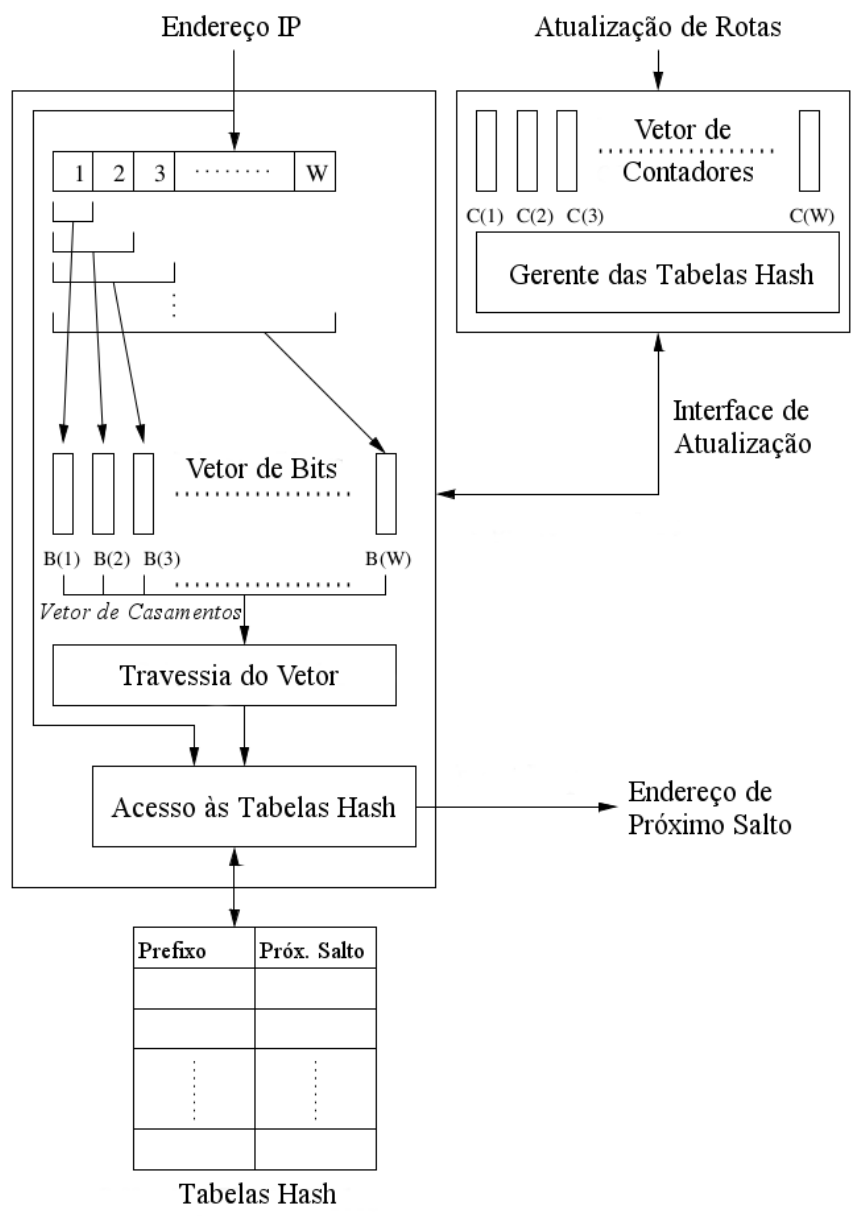 Endereço IP
Atualização de Rotas
1 2 3 ........ W
Vetor de
Contadores
C(1) C(2) C(3) C(W)
Gerente das Tabelas Hash
Interface de
Atualização
Vetor de Bits
B(1) B(2) B(3) B(W)
Vetor de Casamentos
Travessia do Vetor
Acesso às Tabelas Hash
Endereço de
Próximo Salto
Prefixo Próx. Salto
Tabelas Hash